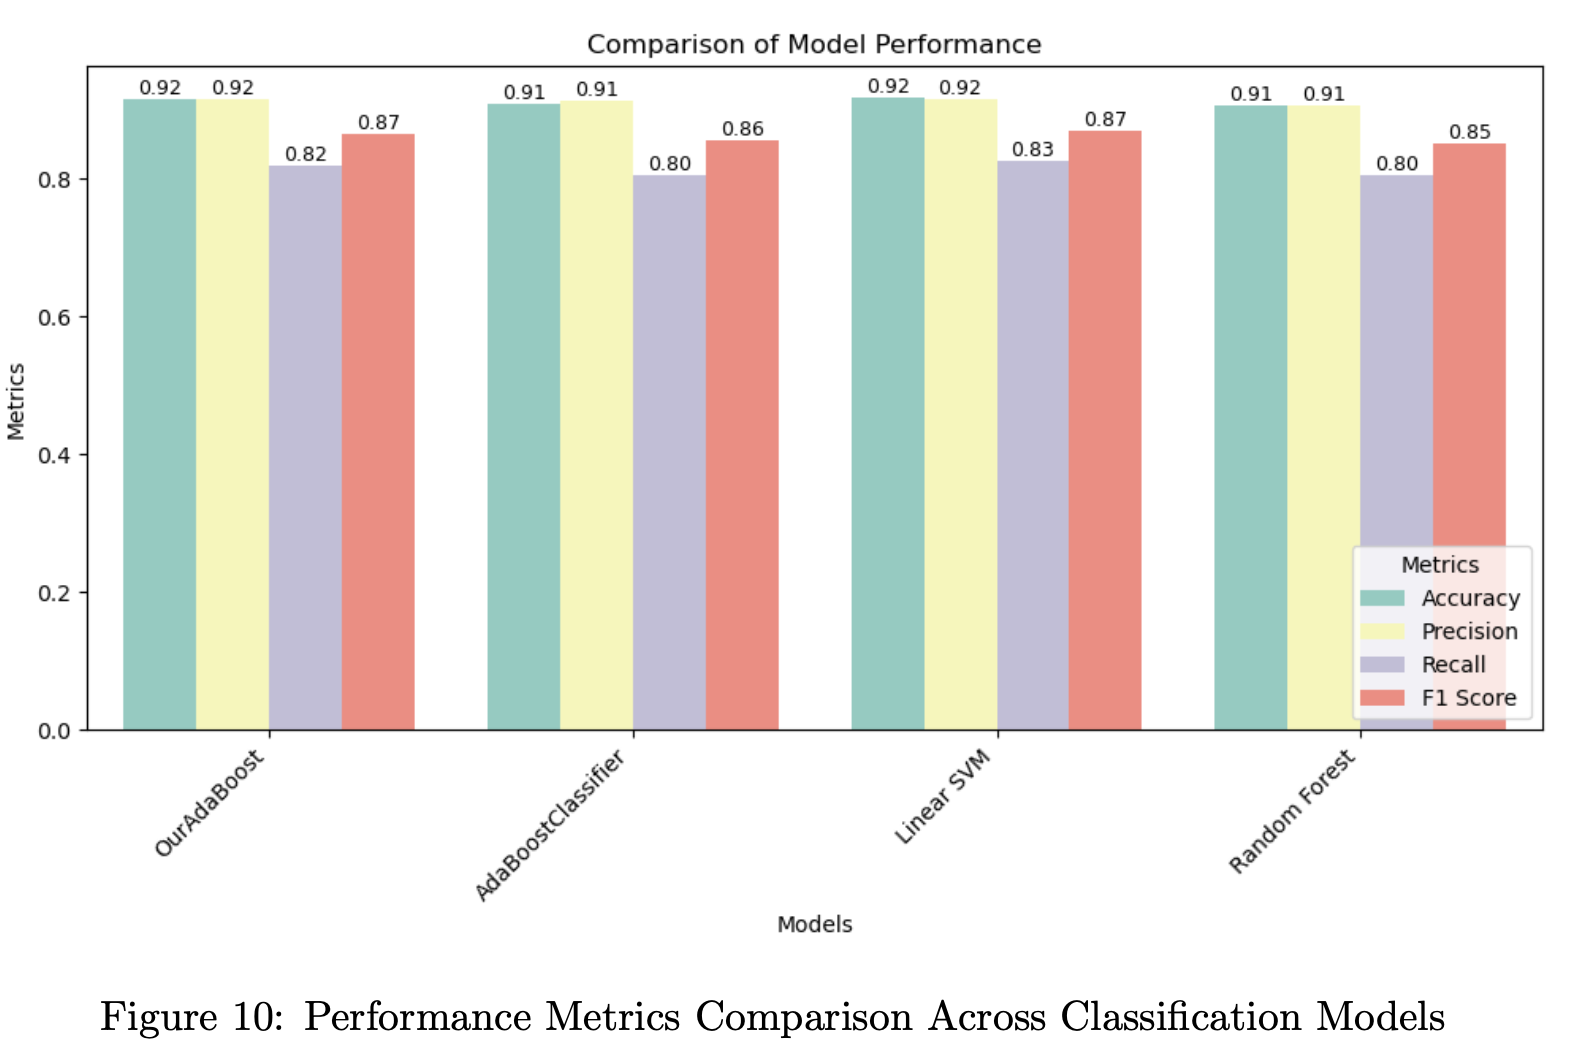 Comparison of Model Performance
0.92 0.92 0.82 0.87 0.91 0.91 0.80 0.86 0.92 0.92 0.83 0.87 0.91 0.91 0.80 0.85
Metrics
0.8
0.6
0.4
0.2
0.0
Metrics
Accuracy
Precision
Recall
F1 Score
OurAdaBoost
AdaBoostClassifier
Linear SVM
Random Forest
Models
Figure 10: Performance Metrics Comparison Across Classification Models